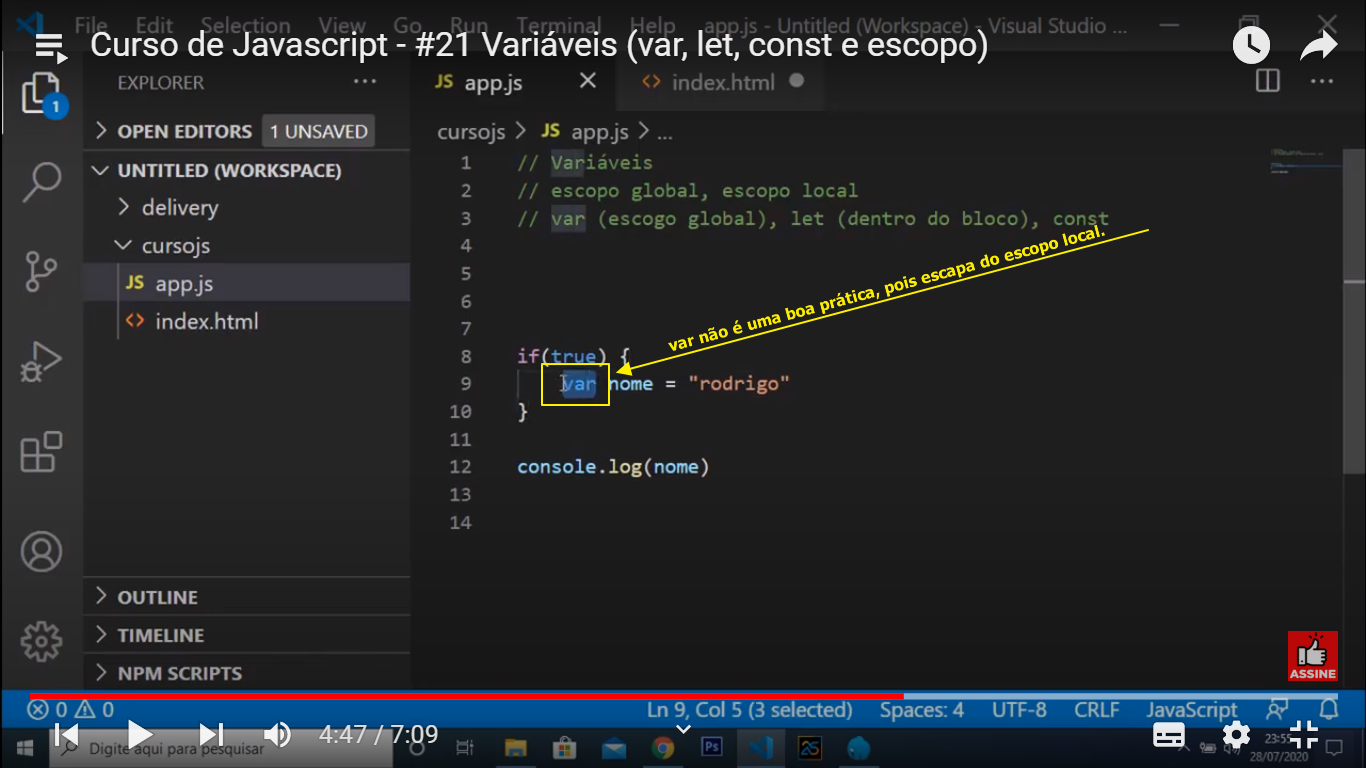 File Edit Selection View Go Run Terminal Help app.js - Untitled (Workspace) - Visual Studio ...
Curso de Javascript - #21 Variáveis (var, let, const e escopo)
EXPLORER ...
JS app.js
<> index.html
1
OPEN EDITORS 1 UNSAVED
cursojs > JS app.js > ...
UNTITLED (WORKSPACE)
delivery
cursojs
JS app.js
<> index.html
1 // Variáveis
2 // escopo global, escopo local
3 // var (escogo global), let (dentro do bloco), const
4
5
6
7
var não é uma boa prática, pois escapa do escopo local.
8 if(true) {
9 var nome = "rodrigo"
10 }
11
12 console.log(nome)
13
14
OUTLINE
TIMELINE
NPM SCRIPTS
ASSINE
0 0 Ln 9, Col 5 (3 selected) Spaces: 4 UTF-8 CRLF JavaScript
4:47 / 7:09
Digite aqui para pesquisar
Ps
23:55
28/07/2020